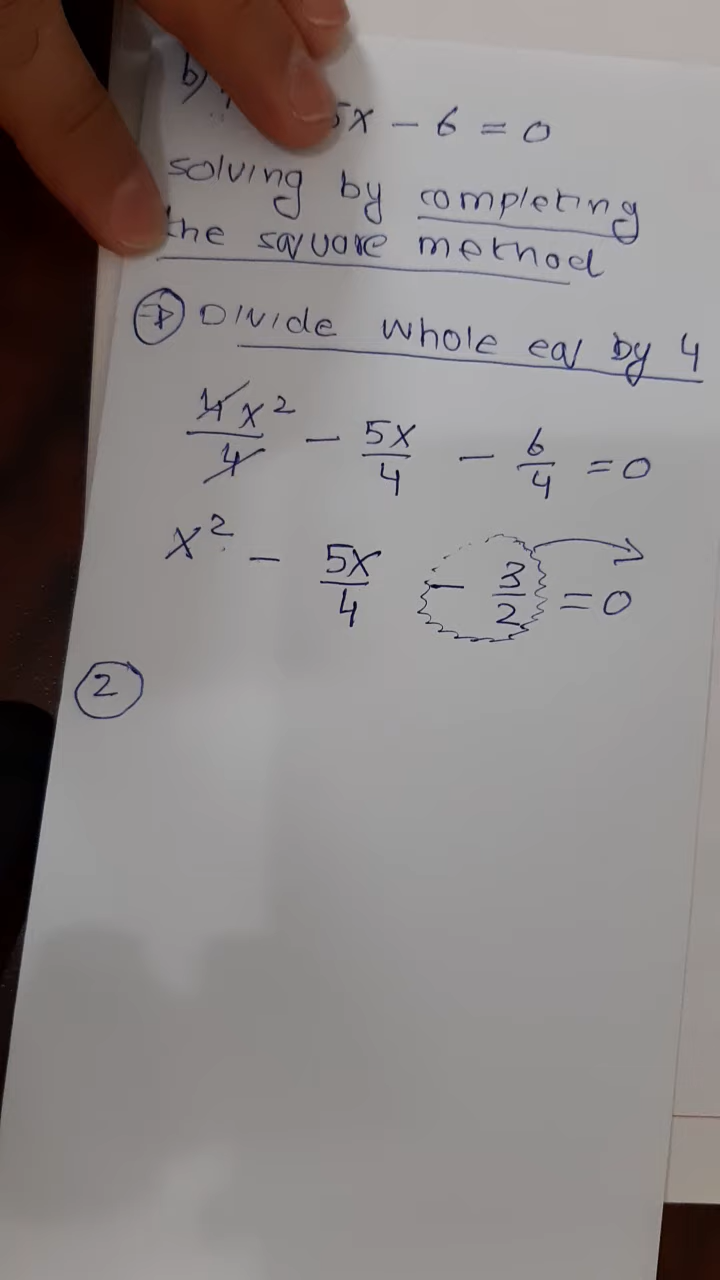 b) 5x - 6 = 0
solving by completing
the square method
① Divide whole eq by 4
4x²/4 - 5x/4 - 6/4 = 0
x² - 5x/4 - 3/2 = 0
②